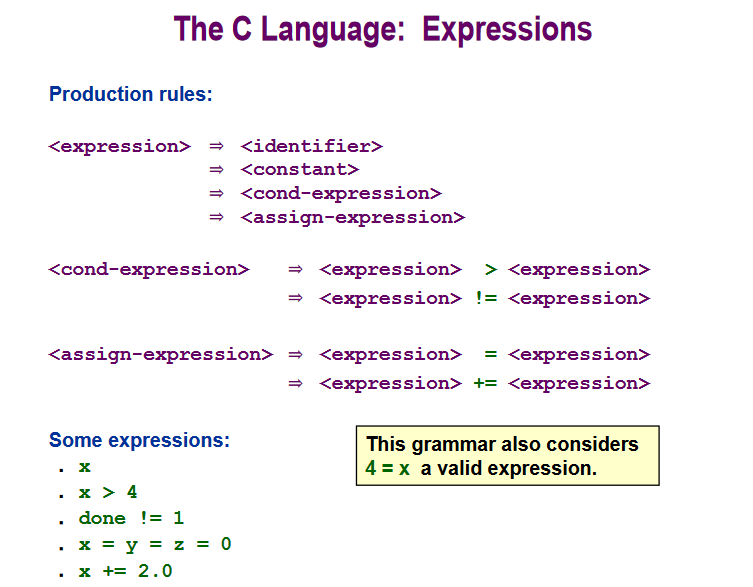 The C Language: Expressions
Production rules:
<expression> ⇒ <identifier>
⇒ <constant>
⇒ <cond-expression>
⇒ <assign-expression>
<cond-expression> ⇒ <expression> > <expression>
⇒ <expression> != <expression>
<assign-expression> ⇒ <expression> = <expression>
⇒ <expression> += <expression>
Some expressions:
. x
. x > 4
. done != 1
. x = y = z = 0
. x += 2.0
This grammar also considers
4 = x a valid expression.